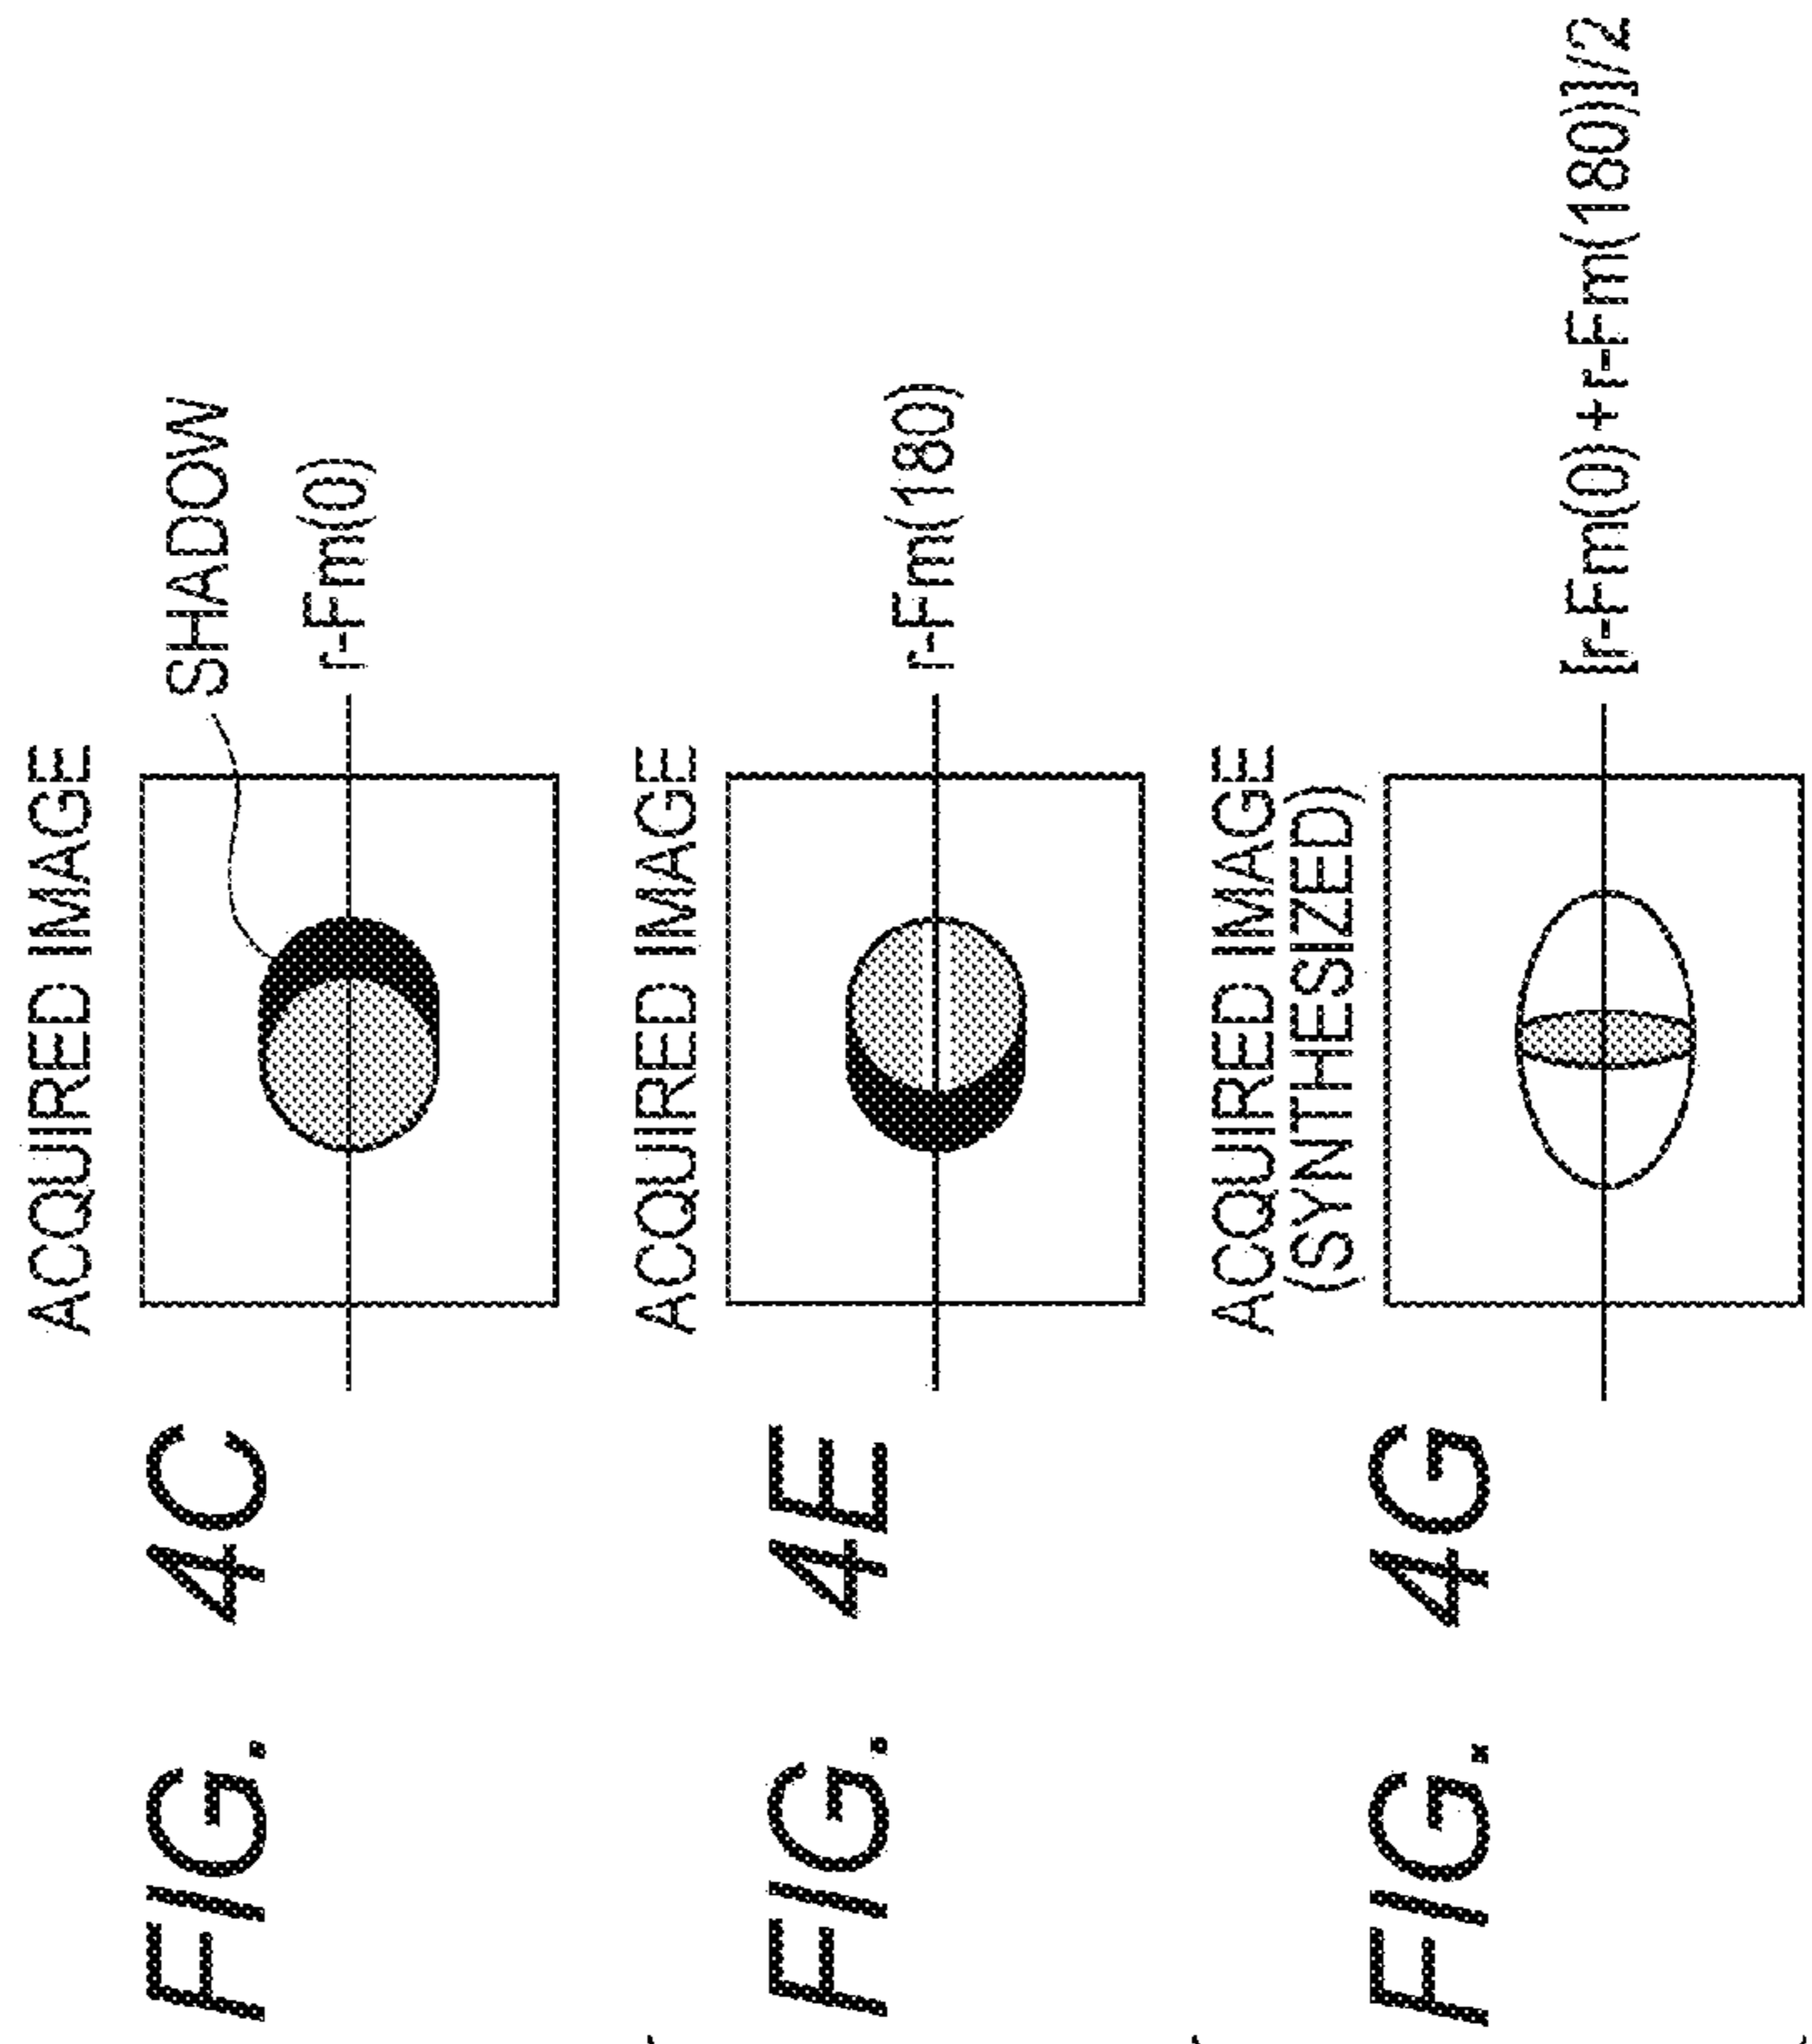 ACQUIRED IMAGE
FIG. 4C
SHADOW
r-Fm(0)
ACQUIRED IMAGE
FIG. 4E
r-Fm(180)
ACQUIRED IMAGE
(SYNTHESIZED)
FIG. 4G
[r-Fm(0)+r-Fm(180)]/2